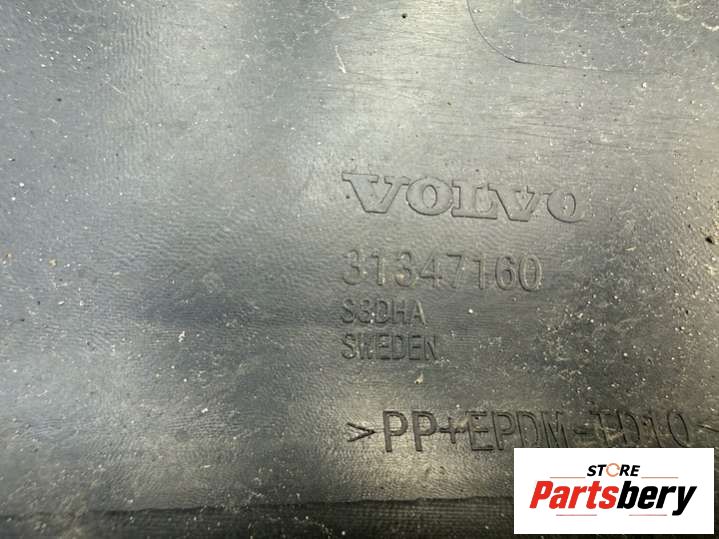 VOLVO
31347160
S3DHA
SWEDEN
>PP+EPDM-TD10<
STORE
Partsbery